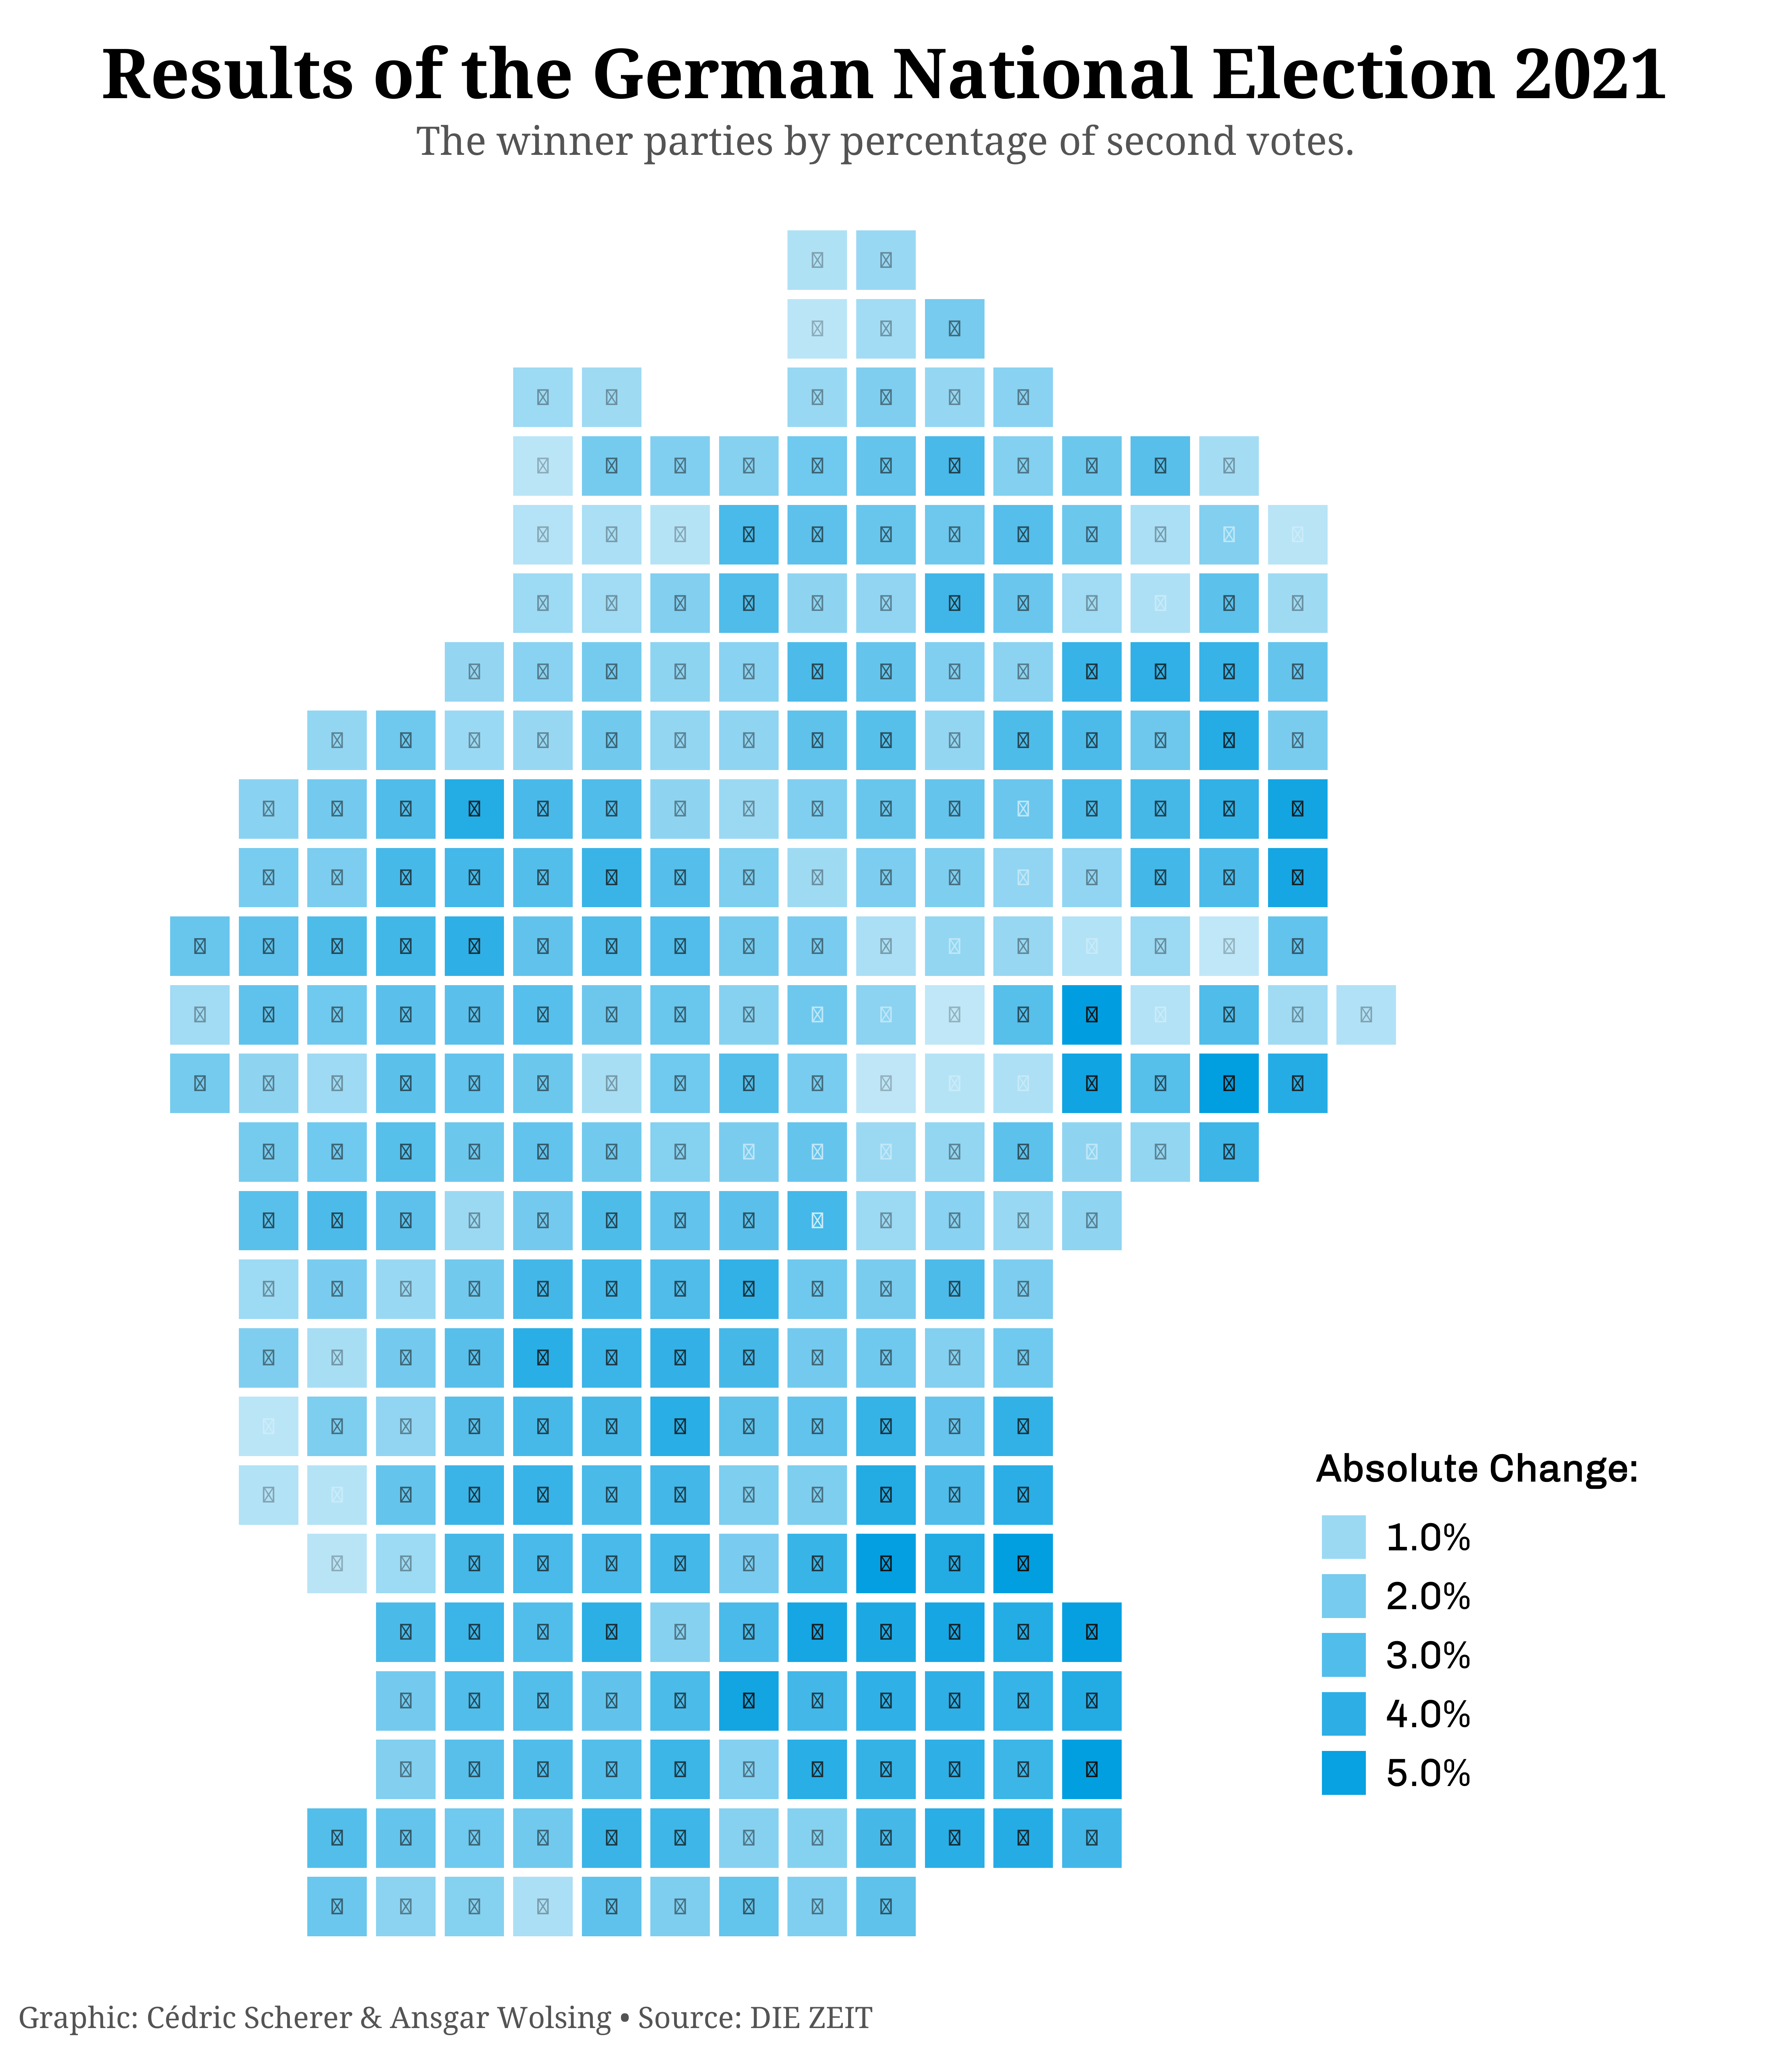 Results of the German National Election 2021
The winner parties by percentage of second votes.
Absolute Change:
1.0%
2.0%
3.0%
4.0%
5.0%
Graphic: Cédric Scherer & Ansgar Wolsing • Source: DIE ZEIT